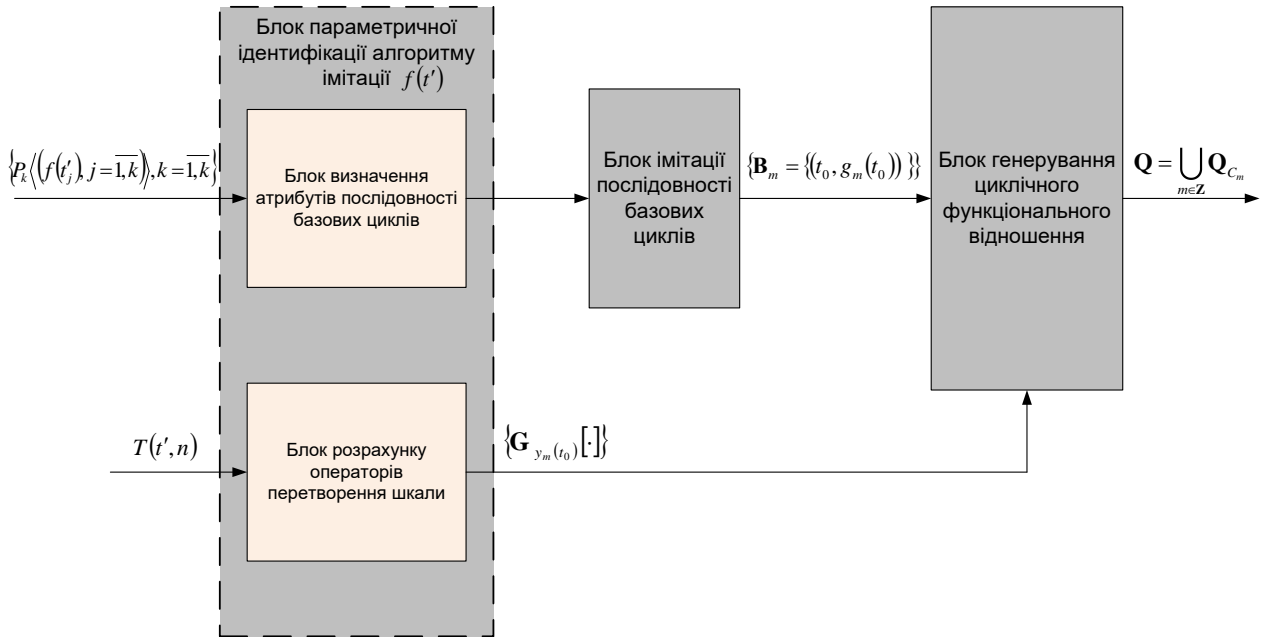 Блок параметричної
ідентифікації алгоритму
імітації f(t′)
{P_k⟨(f(t′_j), j = \overline{1,k})⟩, k = \overline{1,k}}
Блок визначення
атрибутів послідовності
базових циклів
Блок імітації
послідовності
базових
циклів
{B_m = {(t_0, g_m(t_0)) }}
Блок генерування
циклічного
функціонального
відношення
Q = ⋃_{m∈Z} Q_{C_m}
T(t′, n)
Блок розрахунку
операторів
перетворення шкали
{G_{y_m(t_0)}[·]}